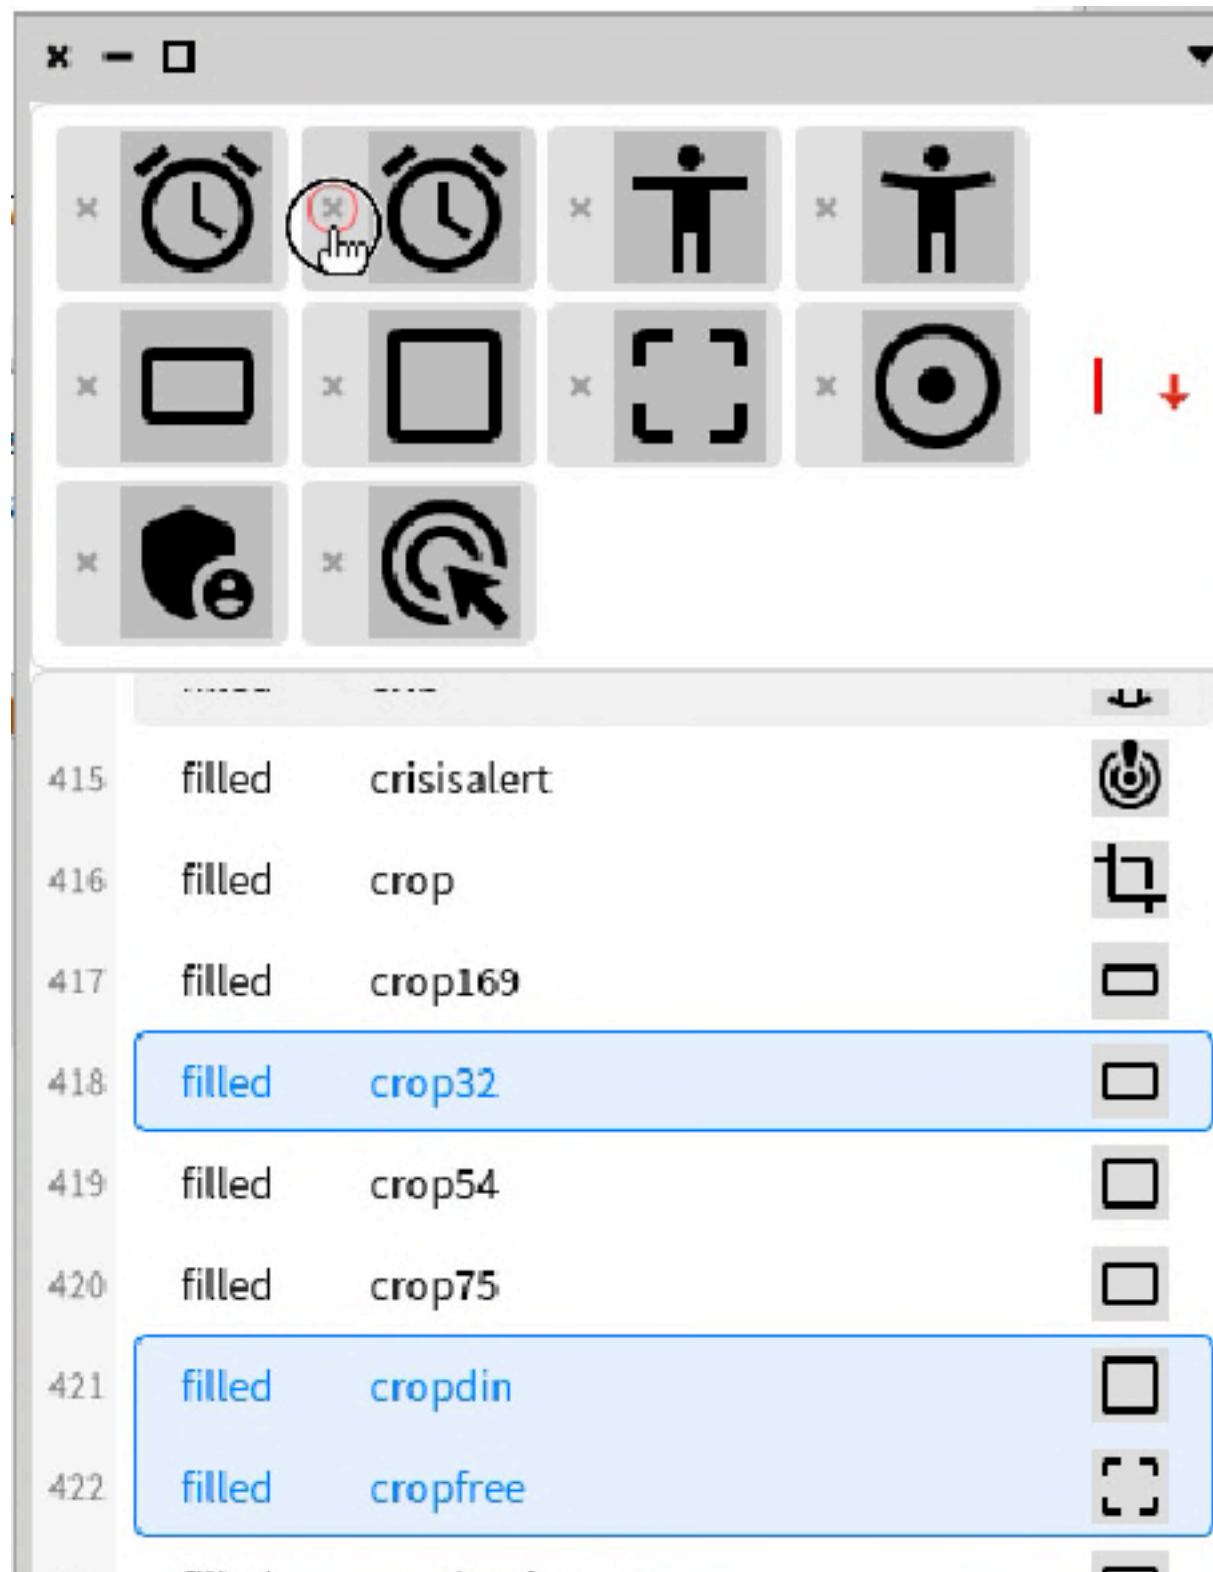 415 filled crisisalert
416 filled crop
417 filled crop169
418 filled crop32
419 filled crop54
420 filled crop75
421 filled cropdin
422 filled cropfree